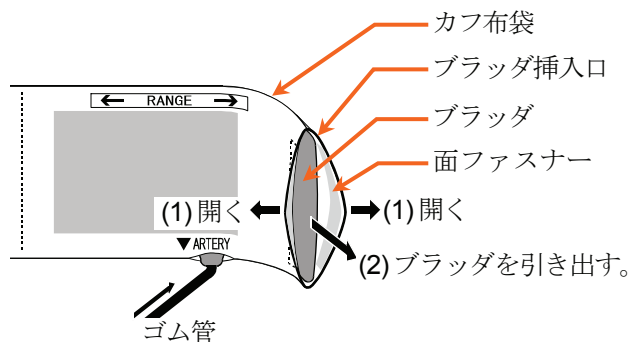 カフ布袋
ブラッダ挿入口
← RANGE →
ブラッダ
面ファスナー
(1) 開く
(1) 開く
▼ ARTERY
(2) ブラッダを引き出す。
ゴム管